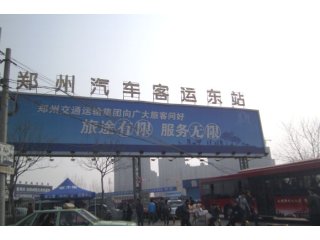 郑州汽车客运东站
郑州交通运输集团向广大旅客问好
旅途有限 服务无限